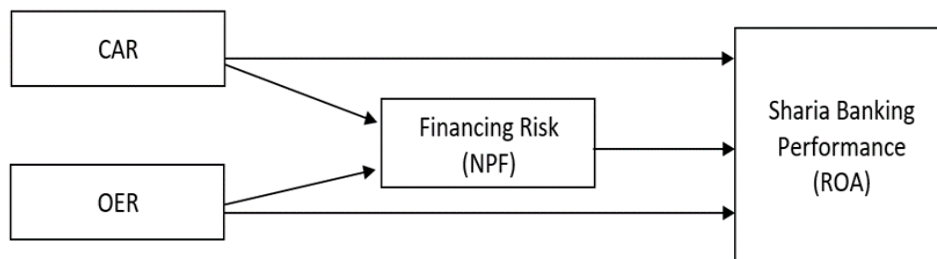 CAR
Financing Risk
(NPF)
OER
Sharia Banking
Performance
(ROA)